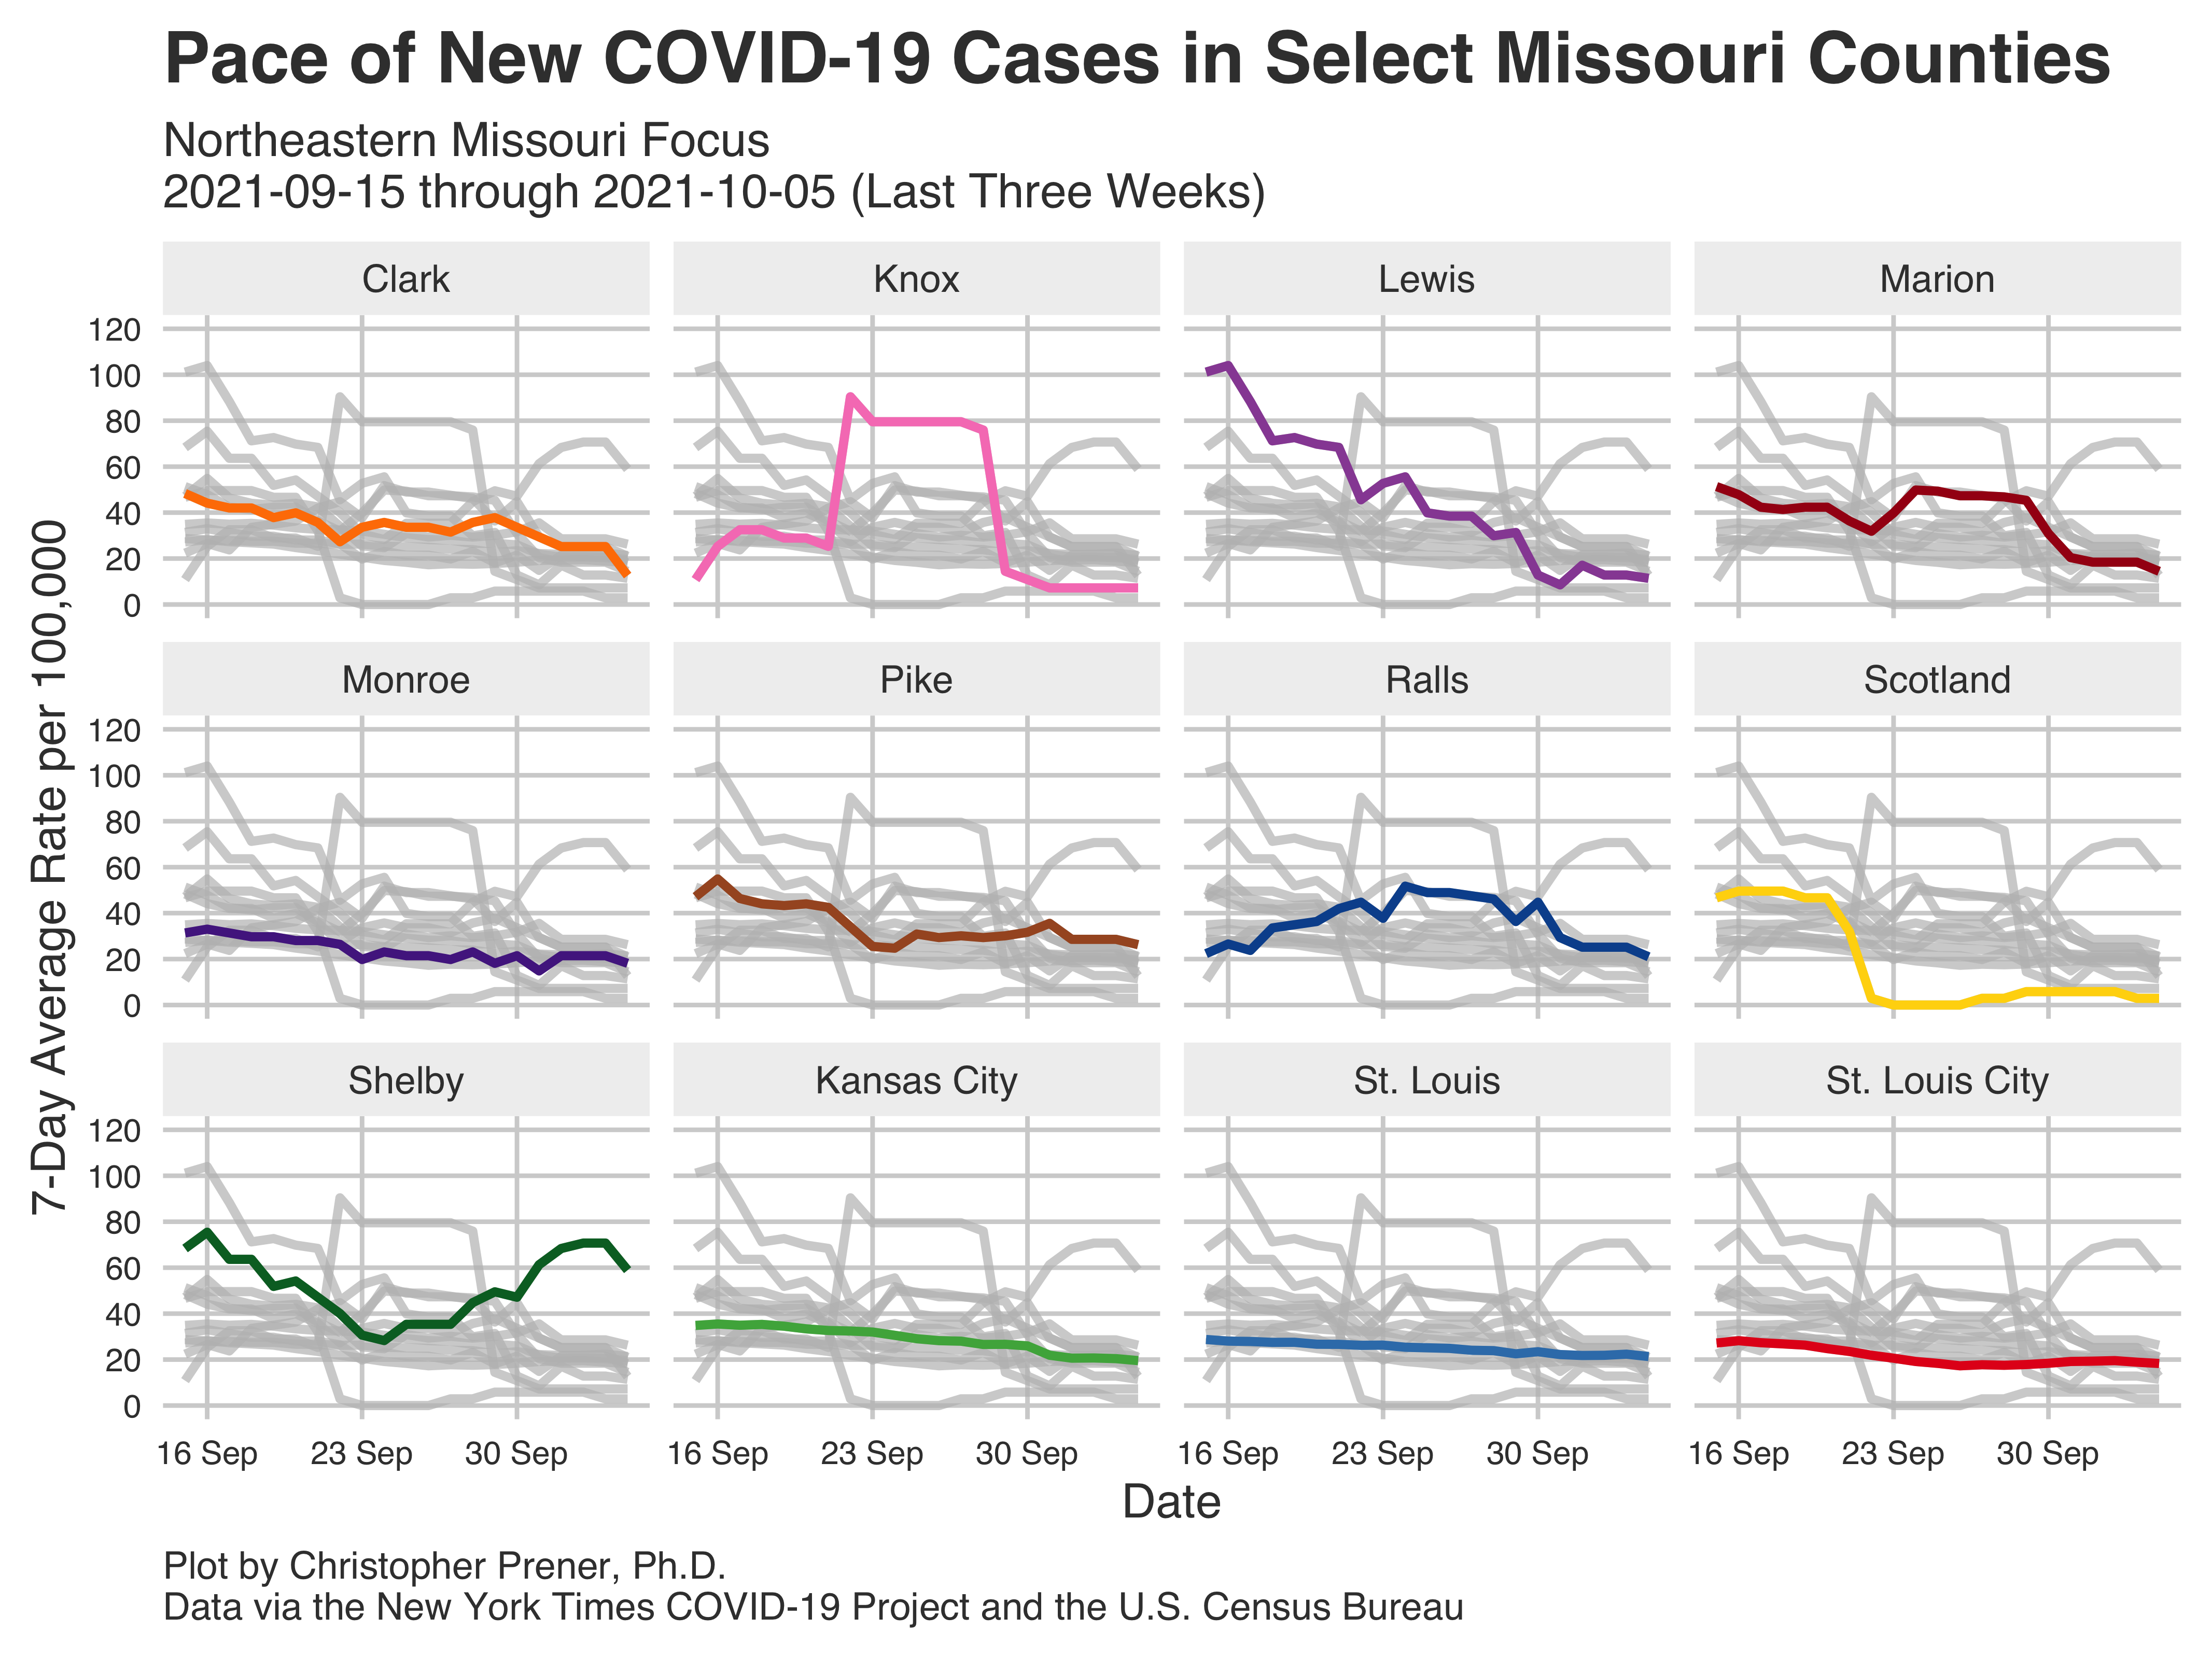 Pace of New COVID-19 Cases in Select Missouri Counties
Northeastern Missouri Focus
2021-09-15 through 2021-10-05 (Last Three Weeks)
7-Day Average Rate per 100,000
Clark
Knox
Lewis
Marion
120
100
80
60
40
20
0
Monroe
Pike
Ralls
Scotland
120
100
80
60
40
20
0
Shelby
Kansas City
St. Louis
St. Louis City
120
100
80
60
40
20
0
16 Sep 23 Sep 30 Sep
16 Sep 23 Sep 30 Sep
16 Sep 23 Sep 30 Sep
16 Sep 23 Sep 30 Sep
Date
Plot by Christopher Prener, Ph.D.
Data via the New York Times COVID-19 Project and the U.S. Census Bureau